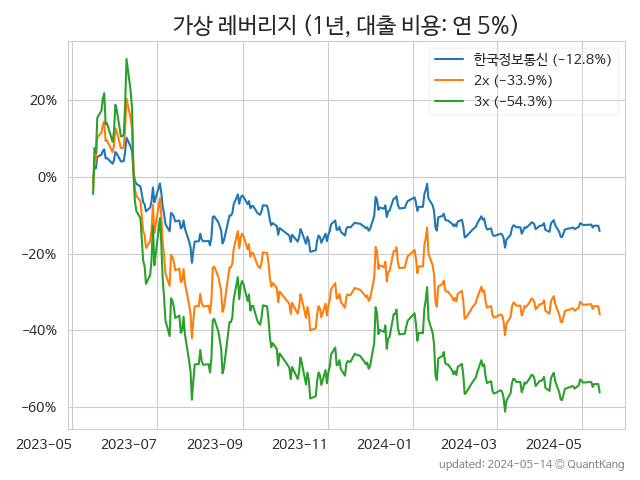 가상 레버리지 (1년, 대출 비용: 연 5%)
한국정보통신 (−12.8%)
2x (−33.9%)
3x (−54.3%)
20%
0%
−20%
−40%
−60%
2023-05 2023-07 2023-09 2023-11 2024-01 2024-03 2024-05
updated: 2024-05-14 © QuantKang